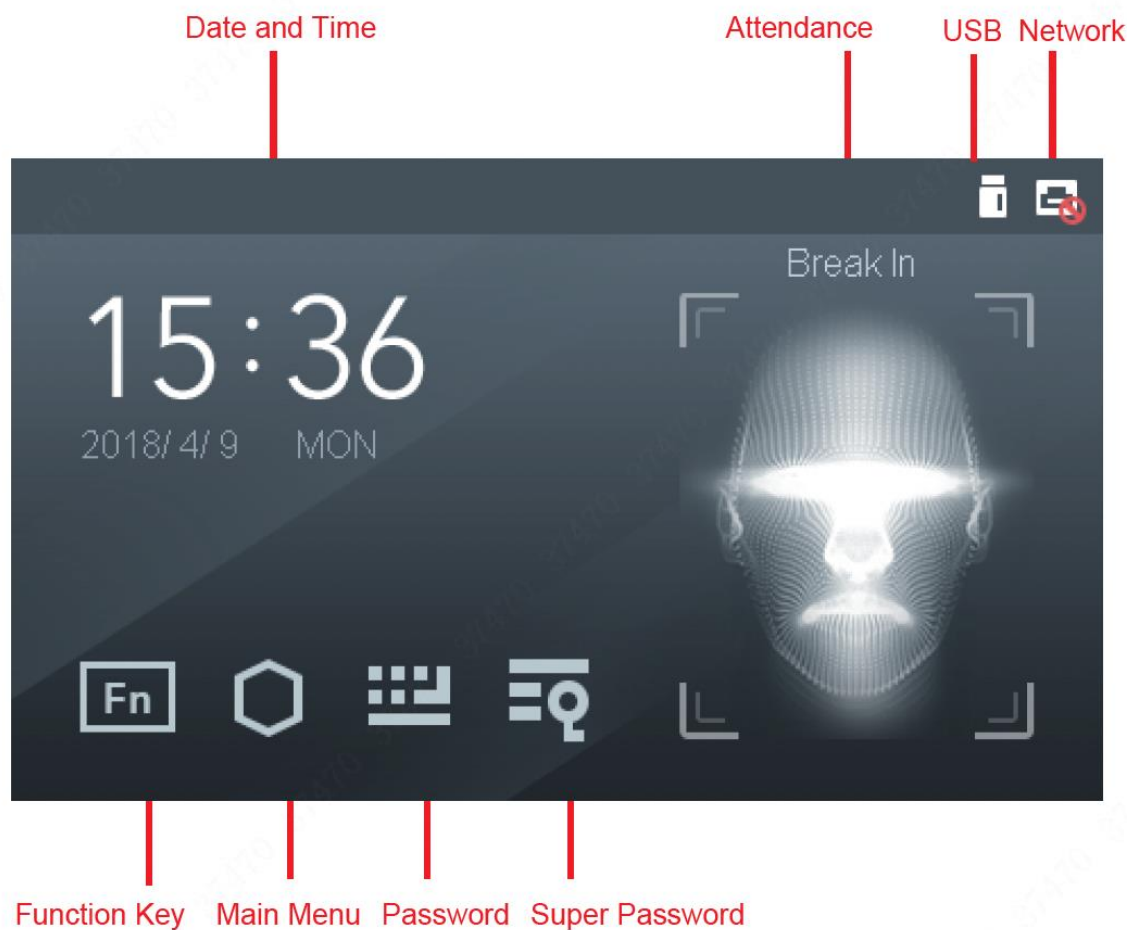 Date and Time Attendance USB Network
Break In
15:36
2018/4/9 MON
Fn
Function Key Main Menu Password Super Password